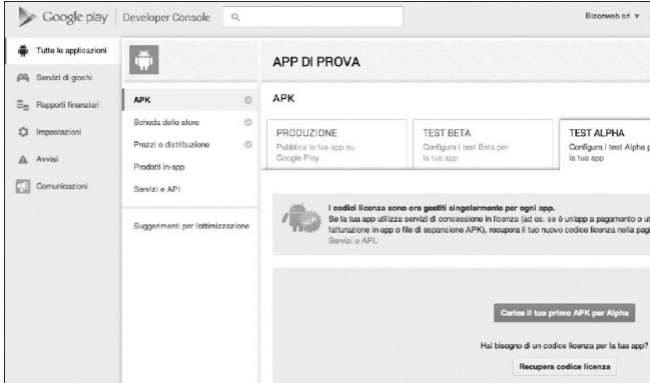 Google play
Developer Console
Bizonweb srl
Tutte le applicazioni
Servizi di giochi
Rapporti finanziari
Impostazioni
Avvisi
Comunicazioni
APK
Scheda dello store
Prezzi e distribuzione
Prodotti in-app
Servizi e API
Suggerimenti per l'ottimizzazione
APP DI PROVA
APK
PRODUZIONE
Pubblica la tua app su
Google Play
TEST BETA
Configura i test Beta per
la tua app
TEST ALPHA
Configura i test Alpha p
la tua app
I codici licenza sono ora gestiti singolarmente per ogni app.
Se la tua app utilizza servizi di concessione in licenza (ad es. se è un'app a pagamento o ut
fatturazione in-app o file di espansione APK), recupera il tuo nuovo codice licenza nella pagi
Servizi e API.
Carica il tuo primo APK per Alpha
Hai bisogno di un codice licenza per la tua app?
Recupera codice licenza